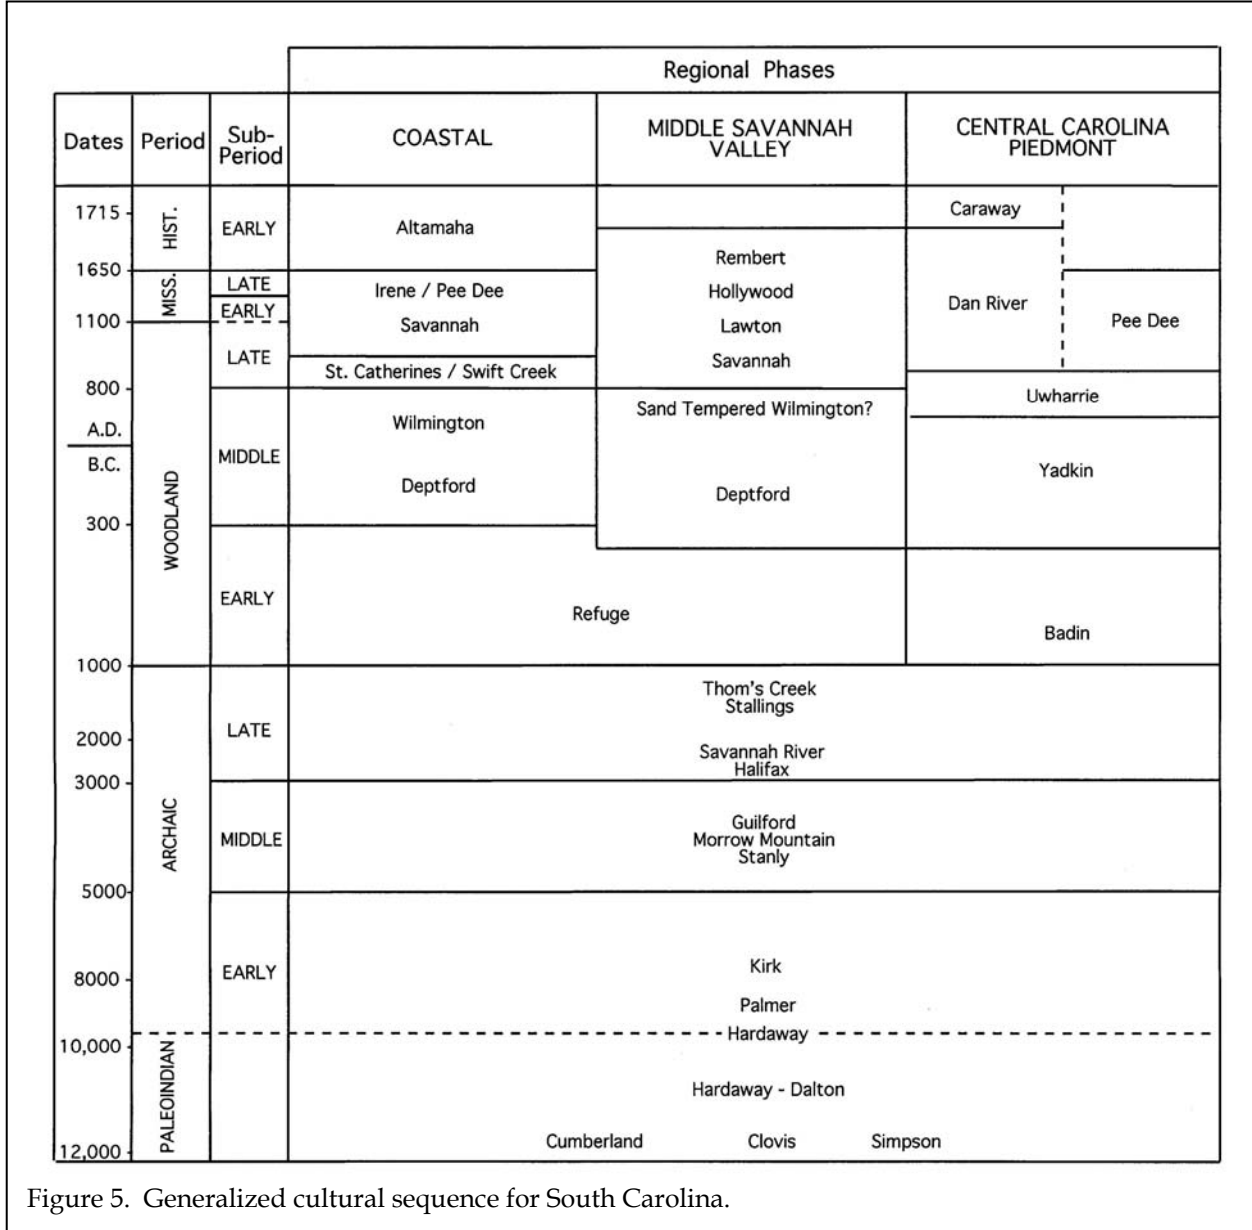 Regional Phases
Dates
Period
Sub-
Period
COASTAL
MIDDLE SAVANNAH
VALLEY
CENTRAL CAROLINA
PIEDMONT
1715
HIST.
EARLY
Altamaha
Caraway
1650
Rembert
MISS.
LATE
Irene / Pee Dee
Hollywood
Dan River
EARLY
1100
Savannah
Lawton
Pee Dee
LATE
St. Catherines / Swift Creek
Savannah
800
Uwharrie
Wilmington
Sand Tempered Wilmington?
A.D.
B.C.
WOODLAND
MIDDLE
Deptford
Deptford
Yadkin
300
EARLY
Refuge
Badin
1000
Thom's Creek
Stallings
LATE
2000
Savannah River
Halifax
3000
ARCHAIC
MIDDLE
Guilford
Morrow Mountain
Stanly
5000
EARLY
Kirk
8000
Palmer
Hardaway
10,000
PALEOINDIAN
Hardaway - Dalton
Cumberland
Clovis
Simpson
12,000
Figure 5. Generalized cultural sequence for South Carolina.